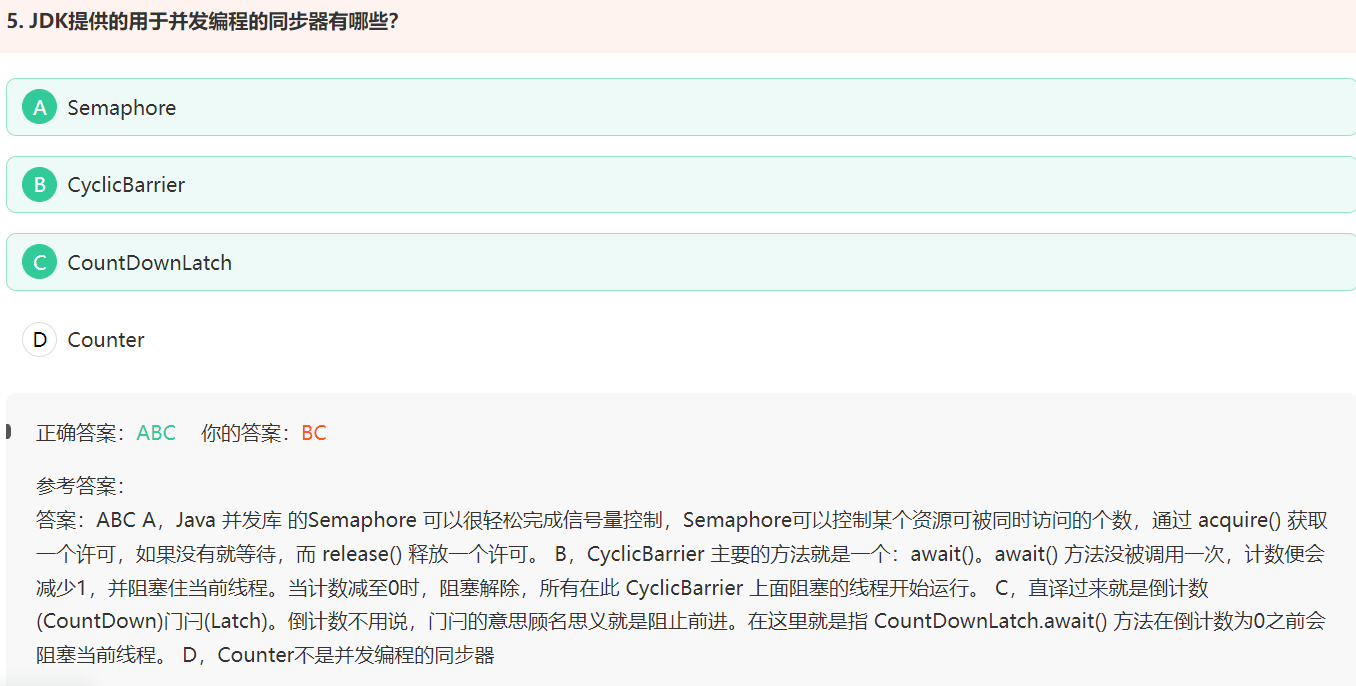 5. JDK提供的用于并发编程的同步器有哪些?
A Semaphore
B CyclicBarrier
C CountDownLatch
D Counter
正确答案：ABC 你的答案：BC
参考答案：
答案：ABC A，Java 并发库 的Semaphore 可以很轻松完成信号量控制，Semaphore可以控制某个资源可被同时访问的个数，通过 acquire() 获取
一个许可，如果没有就等待，而 release() 释放一个许可。 B，CyclicBarrier 主要的方法就是一个：await()。await() 方法没被调用一次，计数便会
减少1，并阻塞住当前线程。当计数减至0时，阻塞解除，所有在此 CyclicBarrier 上面阻塞的线程开始运行。 C，直译过来就是倒计数
(CountDown)门闩(Latch)。倒计数不用说，门闩的意思顾名思义就是阻止前进。在这里就是指 CountDownLatch.await() 方法在倒计数为0之前会
阻塞当前线程。 D，Counter不是并发编程的同步器